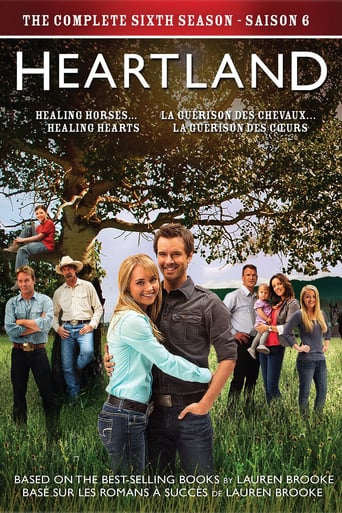 THE COMPLETE SIXTH SEASON - SAISON 6
HEARTLAND
HEALING HORSES...
HEALING HEARTS
LA GUÉRISON DES CHEVAUX...
LA GUÉRISON DES CŒURS
BASED ON THE BEST-SELLING BOOKS BY LAUREN BROOKE
BASÉ SUR LES ROMANS À SUCCÈS DE LAUREN BROOKE